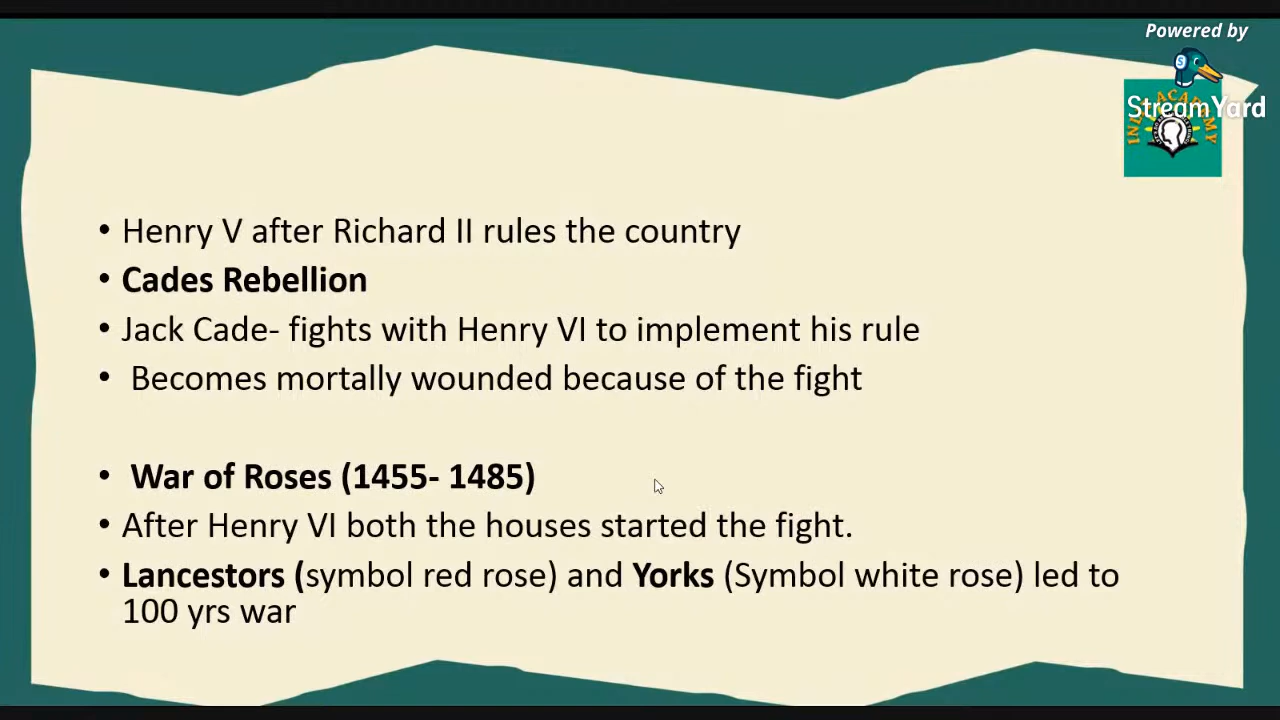 Powered by
StreamYard
INDIA ACADEMY
• Henry V after Richard II rules the country
• Cades Rebellion
• Jack Cade- fights with Henry VI to implement his rule
• Becomes mortally wounded because of the fight
• War of Roses (1455- 1485)
• After Henry VI both the houses started the fight.
• Lancestors (symbol red rose) and Yorks (Symbol white rose) led to
100 yrs war